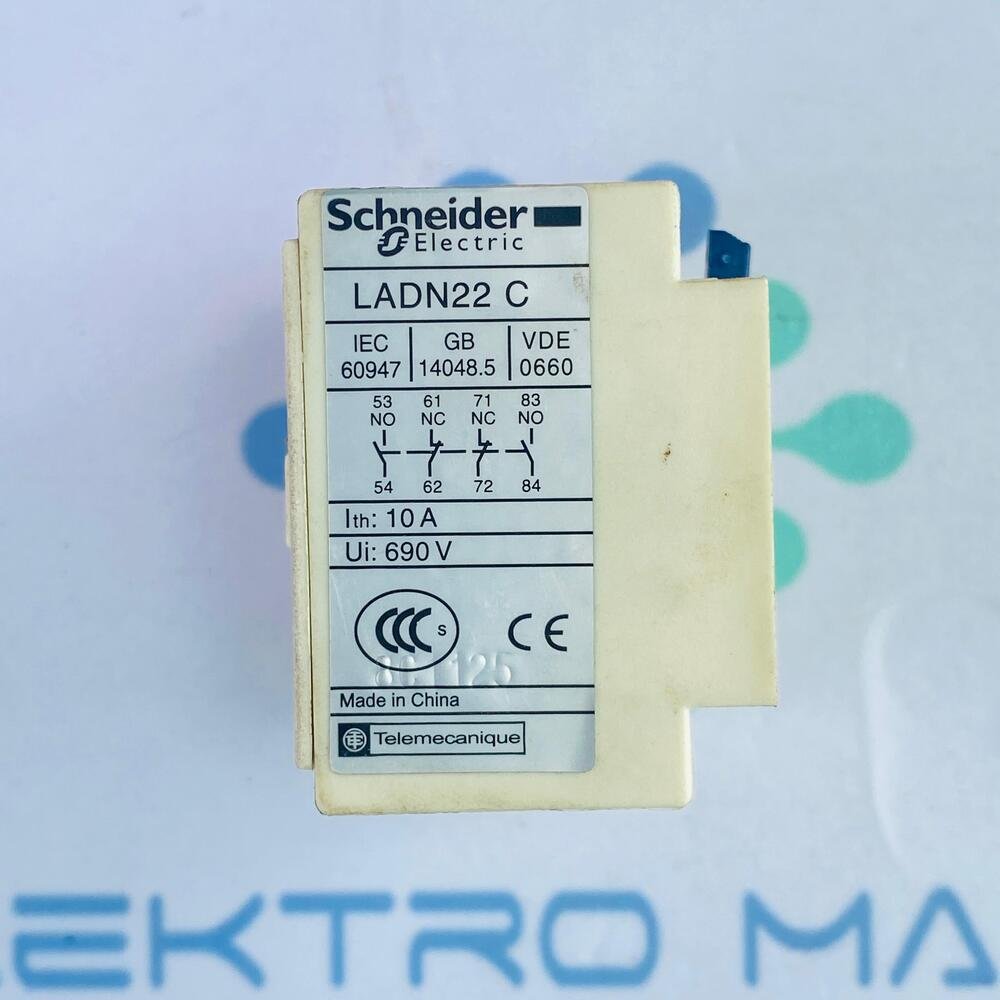 Schneider
Electric
LADN22 C
IEC GB VDE
60947 14048.5 0660
53 61 71 83
NO NC NC NO
54 62 72 84
Ith: 10 A
Ui: 690 V
CCC S CE
Made in China
Telemecanique
EKTRO MA